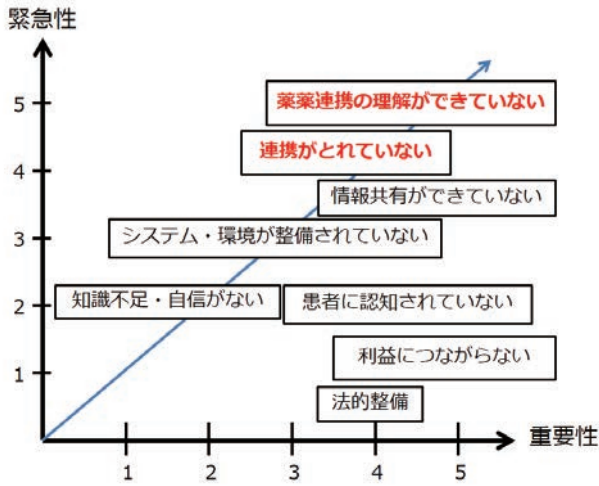 緊急性
5
薬薬連携の理解ができていない
4
連携がとれていない
情報共有ができていない
3
システム・環境が整備されていない
2
知識不足・自信がない
患者に認知されていない
1
利益につながらない
法的整備
重要性
1 2 3 4 5